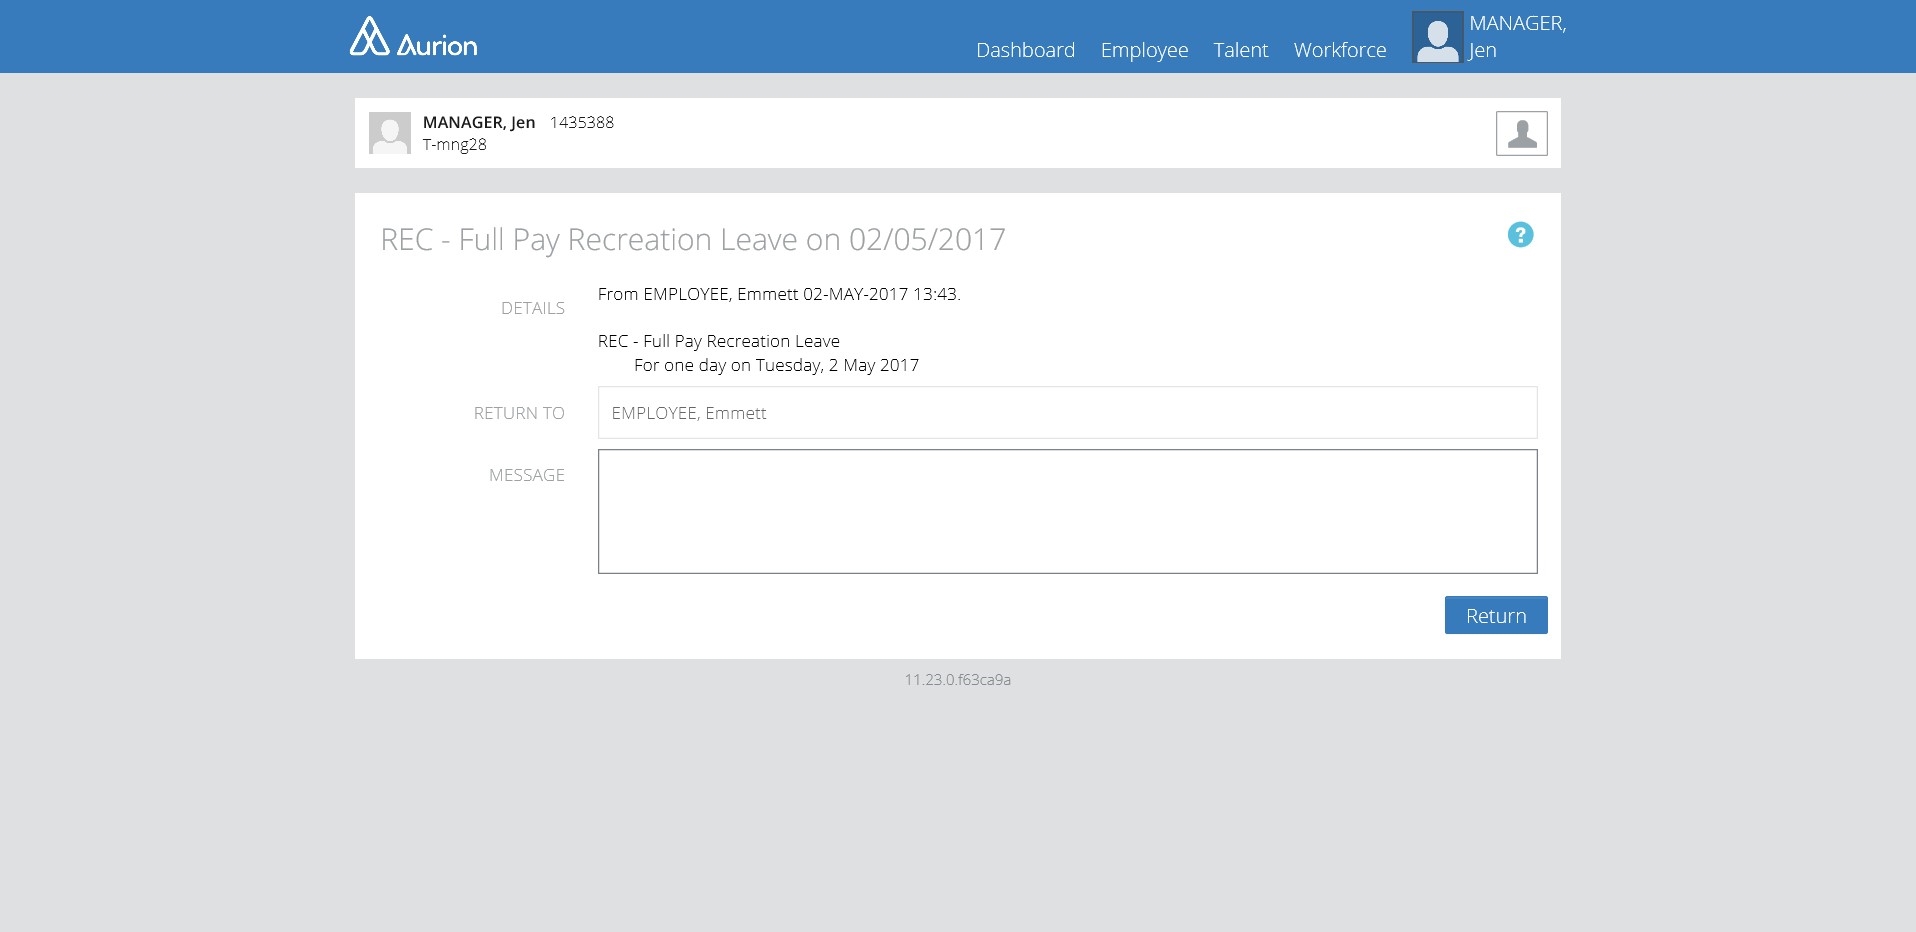 Aurion
Dashboard Employee Talent Workforce
MANAGER,
Jen
MANAGER, Jen 1435388
T-mng28
REC - Full Pay Recreation Leave on 02/05/2017
?
DETAILS
From EMPLOYEE, Emmett 02-MAY-2017 13:43.
REC - Full Pay Recreation Leave
For one day on Tuesday, 2 May 2017
RETURN TO
EMPLOYEE, Emmett
MESSAGE
Return
11.23.0.f63ca9a